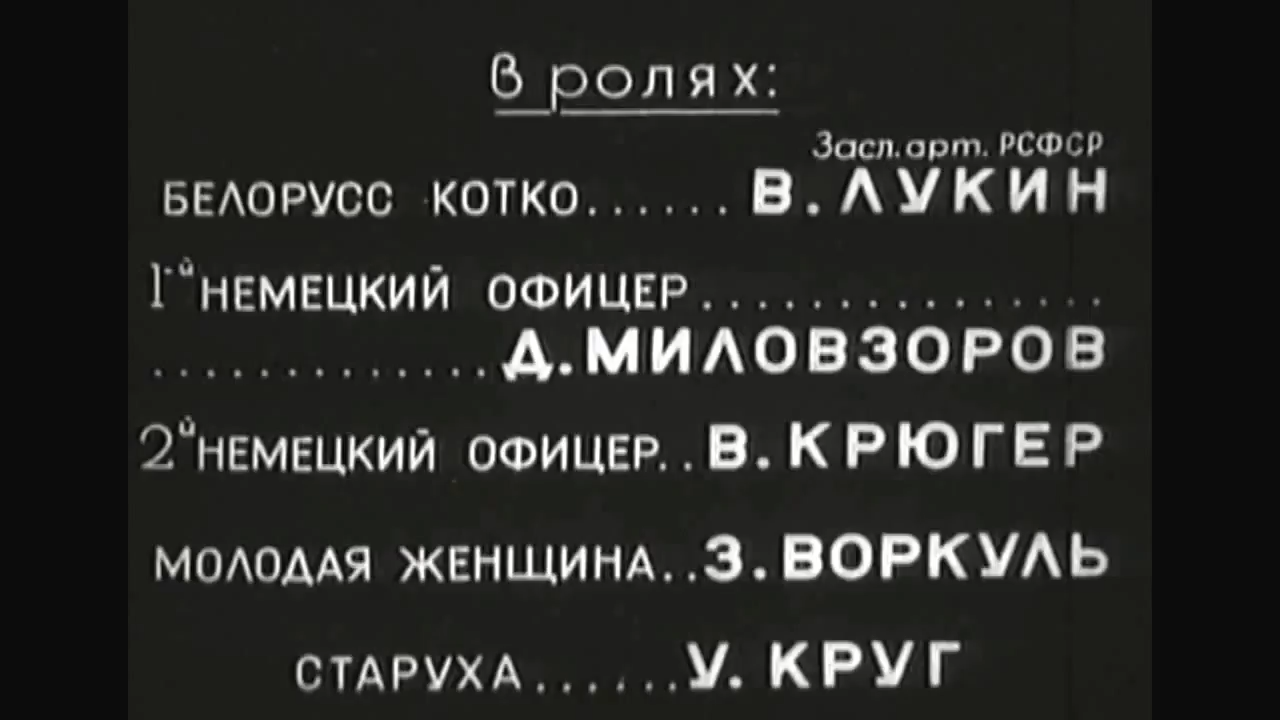 в ролях:
Засл. арт. РСФСР
БЕЛОРУСС КОТКО...... В. ЛУКИН
1-й НЕМЕЦКИЙ ОФИЦЕР...............
............. Д. МИЛОВЗОРОВ
2й НЕМЕЦКИЙ ОФИЦЕР.. В. КРЮГЕР
МОЛОДАЯ ЖЕНЩИНА.. З. ВОРКУЛЬ
СТАРУХА...... У. КРУГ